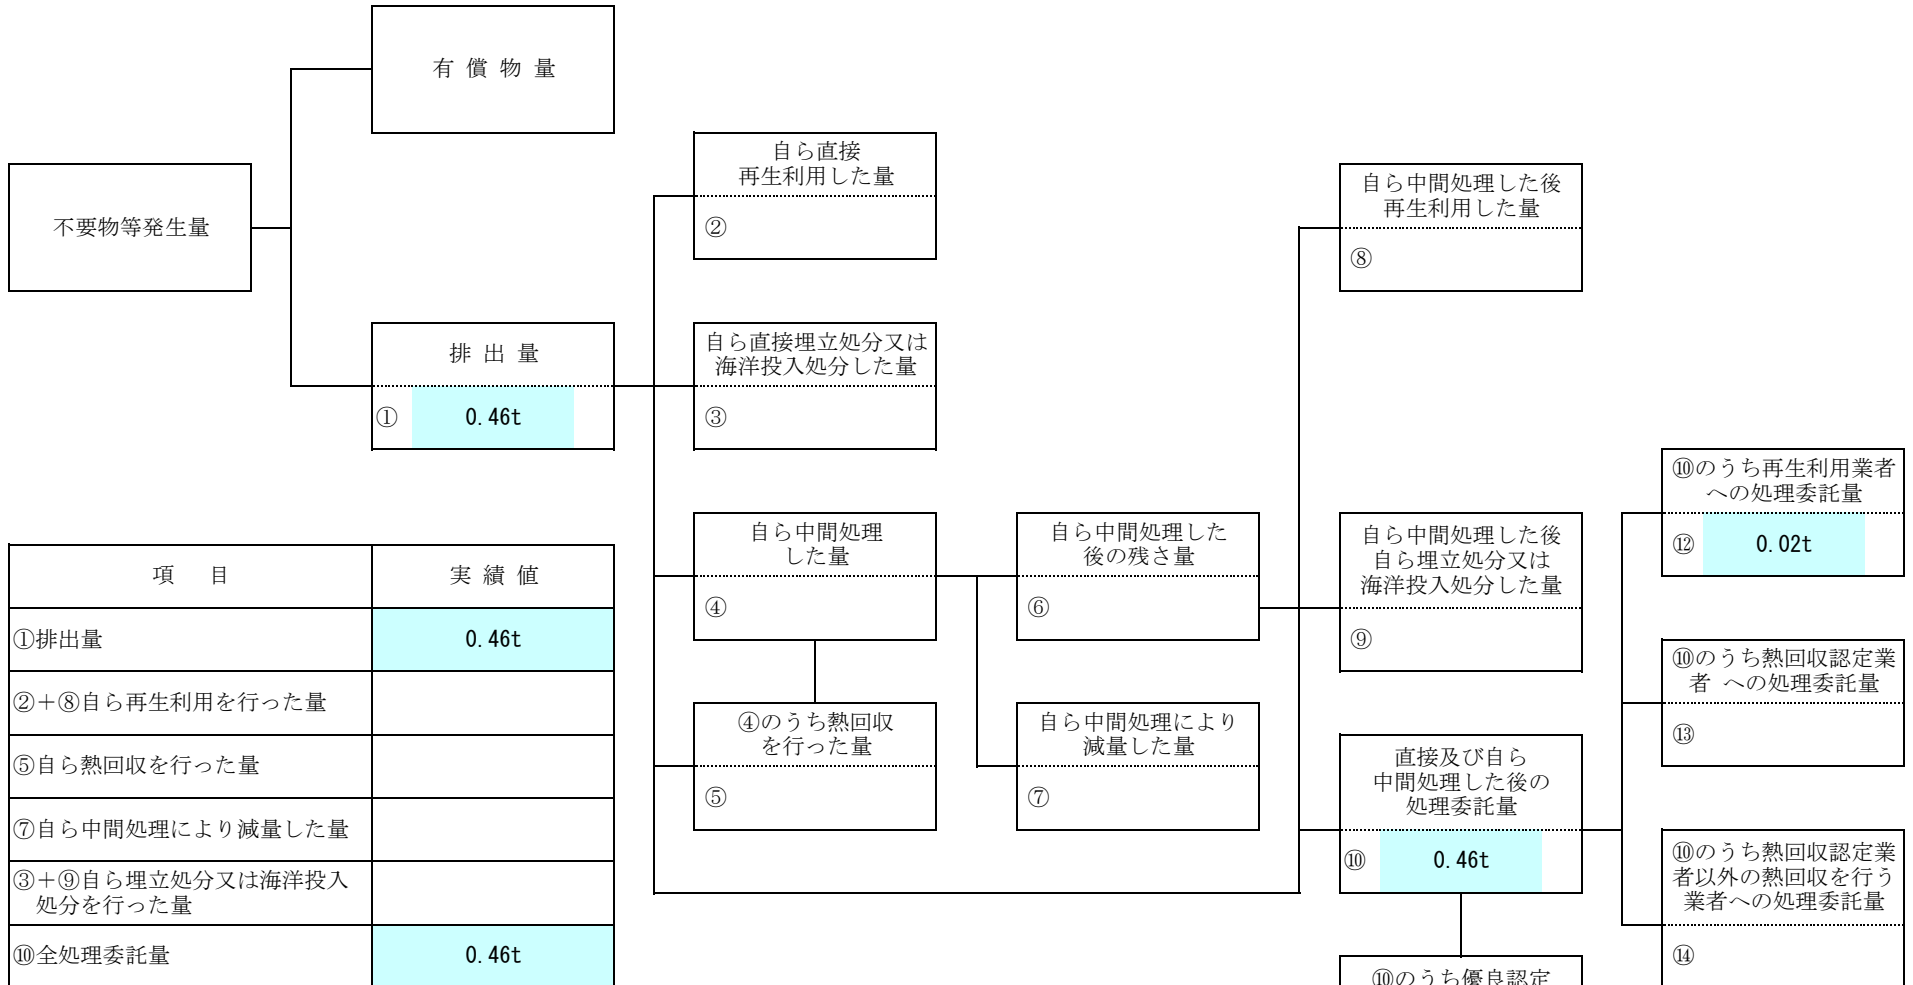 有 償 物 量
不要物等発生量
排 出 量
① 0.46t
自ら直接
再生利用した量
②
自ら直接埋立処分又は
海洋投入処分した量
③
自ら中間処理
した量
④
④のうち熱回収
を行った量
⑤
自ら中間処理した
後の残さ量
⑥
自ら中間処理により
減量した量
⑦
自ら中間処理した後
再生利用した量
⑧
自ら中間処理した後
自ら埋立処分又は
海洋投入処分した量
⑨
直接及び自ら
中間処理した後の
処理委託量
⑩ 0.46t
⑩のうち優良認定
⑩のうち再生利用業者
への処理委託量
⑫ 0.02t
⑩のうち熱回収認定業
者 への処理委託量
⑬
⑩のうち熱回収認定業
者以外の熱回収を行う
業者への処理委託量
⑭
項 目 実 績 値
①排出量 0.46t
②+⑧自ら再生利用を行った量
⑤自ら熱回収を行った量
⑦自ら中間処理により減量した量
③+⑨自ら埋立処分又は海洋投入
処分を行った量
⑩全処理委託量 0.46t